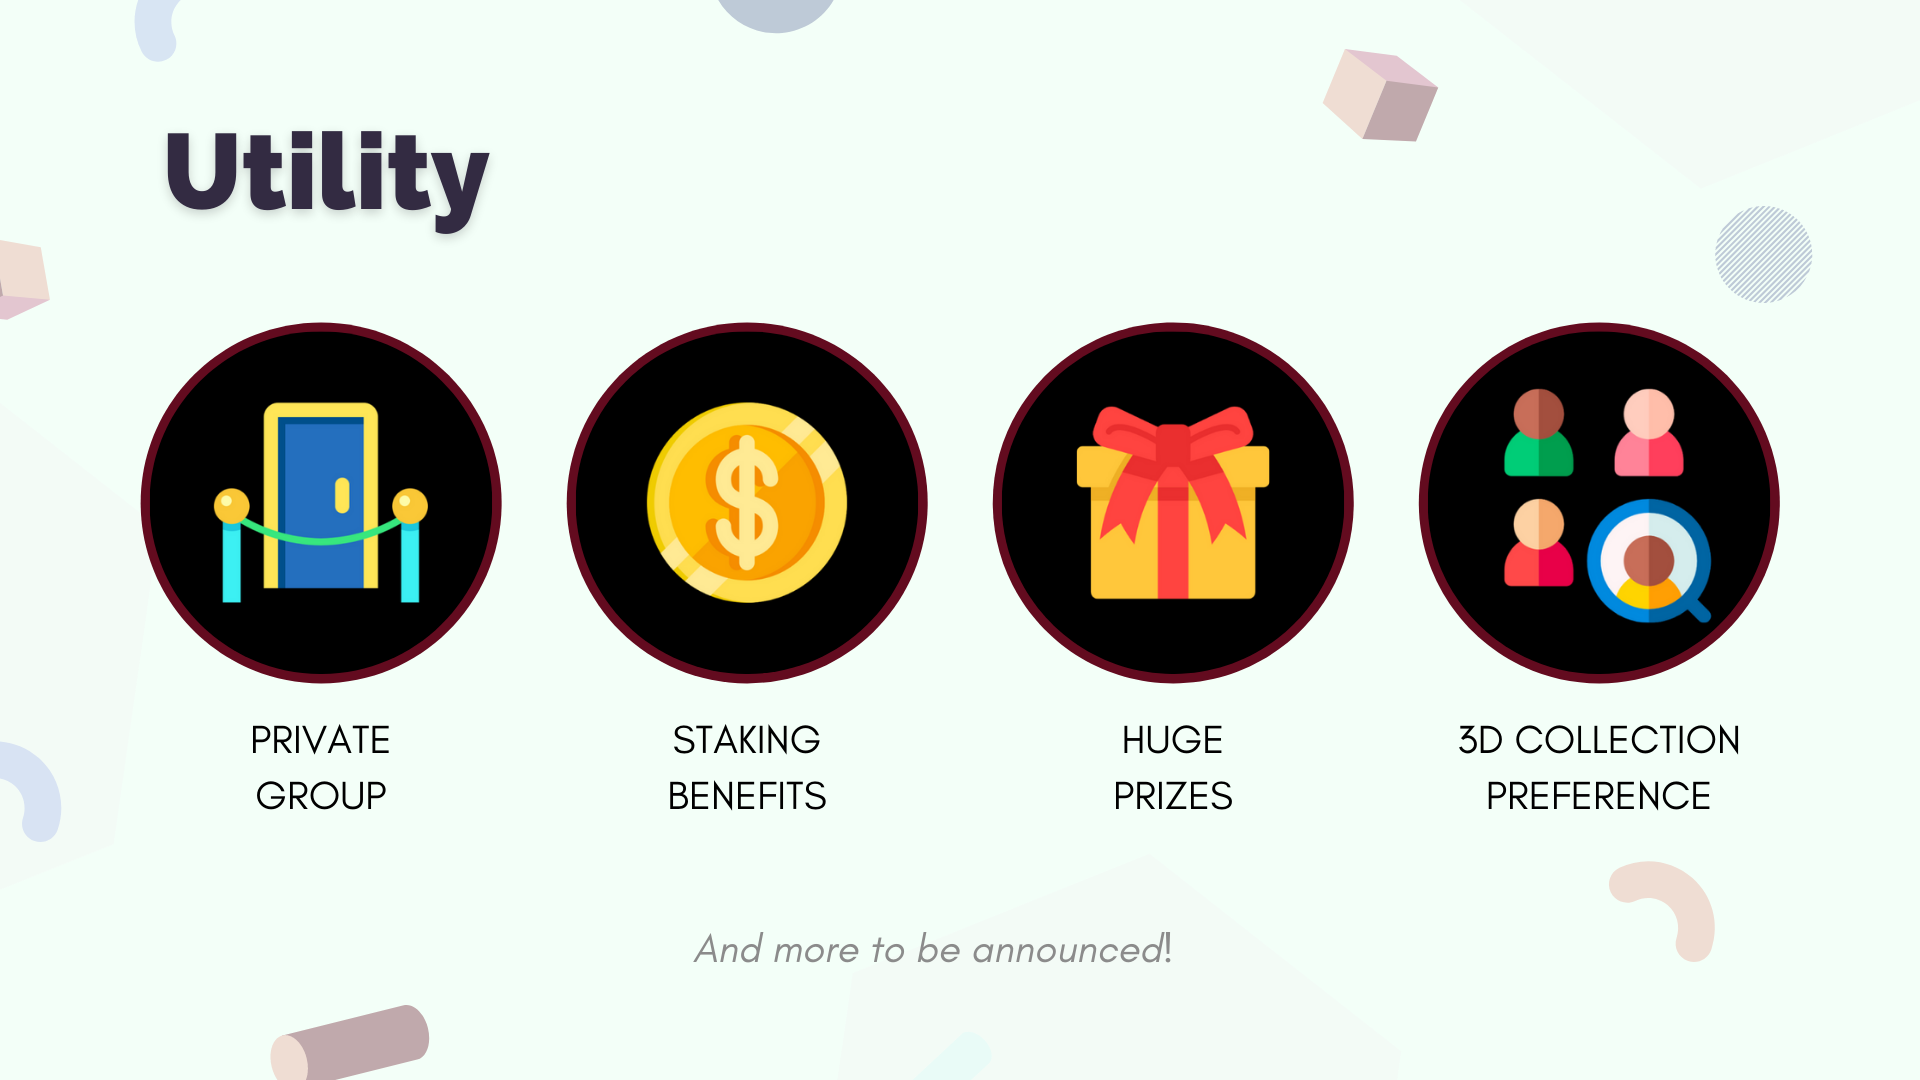 Utility
PRIVATE
GROUP
STAKING
BENEFITS
HUGE
PRIZES
3D COLLECTION
PREFERENCE
And more to be announced!